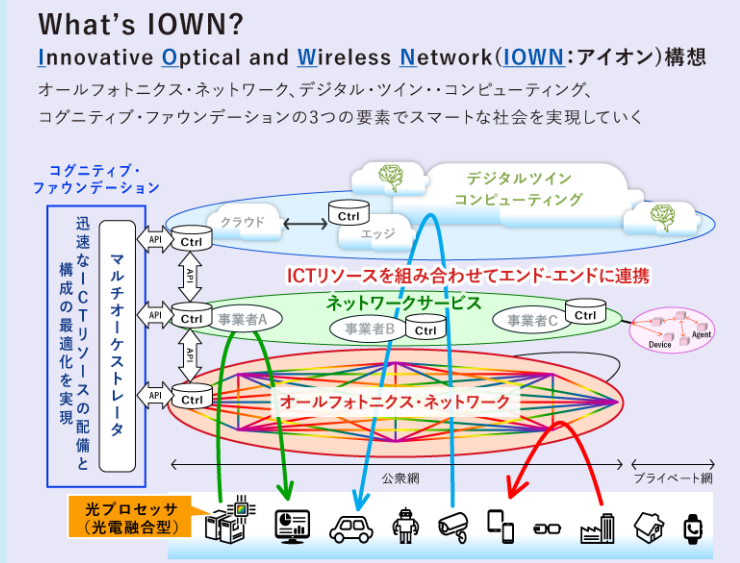 What's IOWN?
Innovative Optical and Wireless Network(IOWN:アイオン)構想
オールフォトニクス・ネットワーク、デジタル・ツイン・・コンピューティング、
コグニティブ・ファウンデーションの3つの要素でスマートな社会を実現していく
コグニティブ・
ファウンデーション
迅速なICTリソースの配備と
構成の最適化を実現
マルチオーケストレータ
API
Ctrl
クラウド
Ctrl
エッジ
デジタルツイン
コンピューティング
API
ICTリソースを組み合わせてエンド-エンドに連携
ネットワークサービス
API
Ctrl
事業者A
事業者B
Ctrl
事業者C
Ctrl
Device
Agent
API
API
Ctrl
オールフォトニクス・ネットワーク
公衆網
プライベート網
光プロセッサ
(光電融合型)